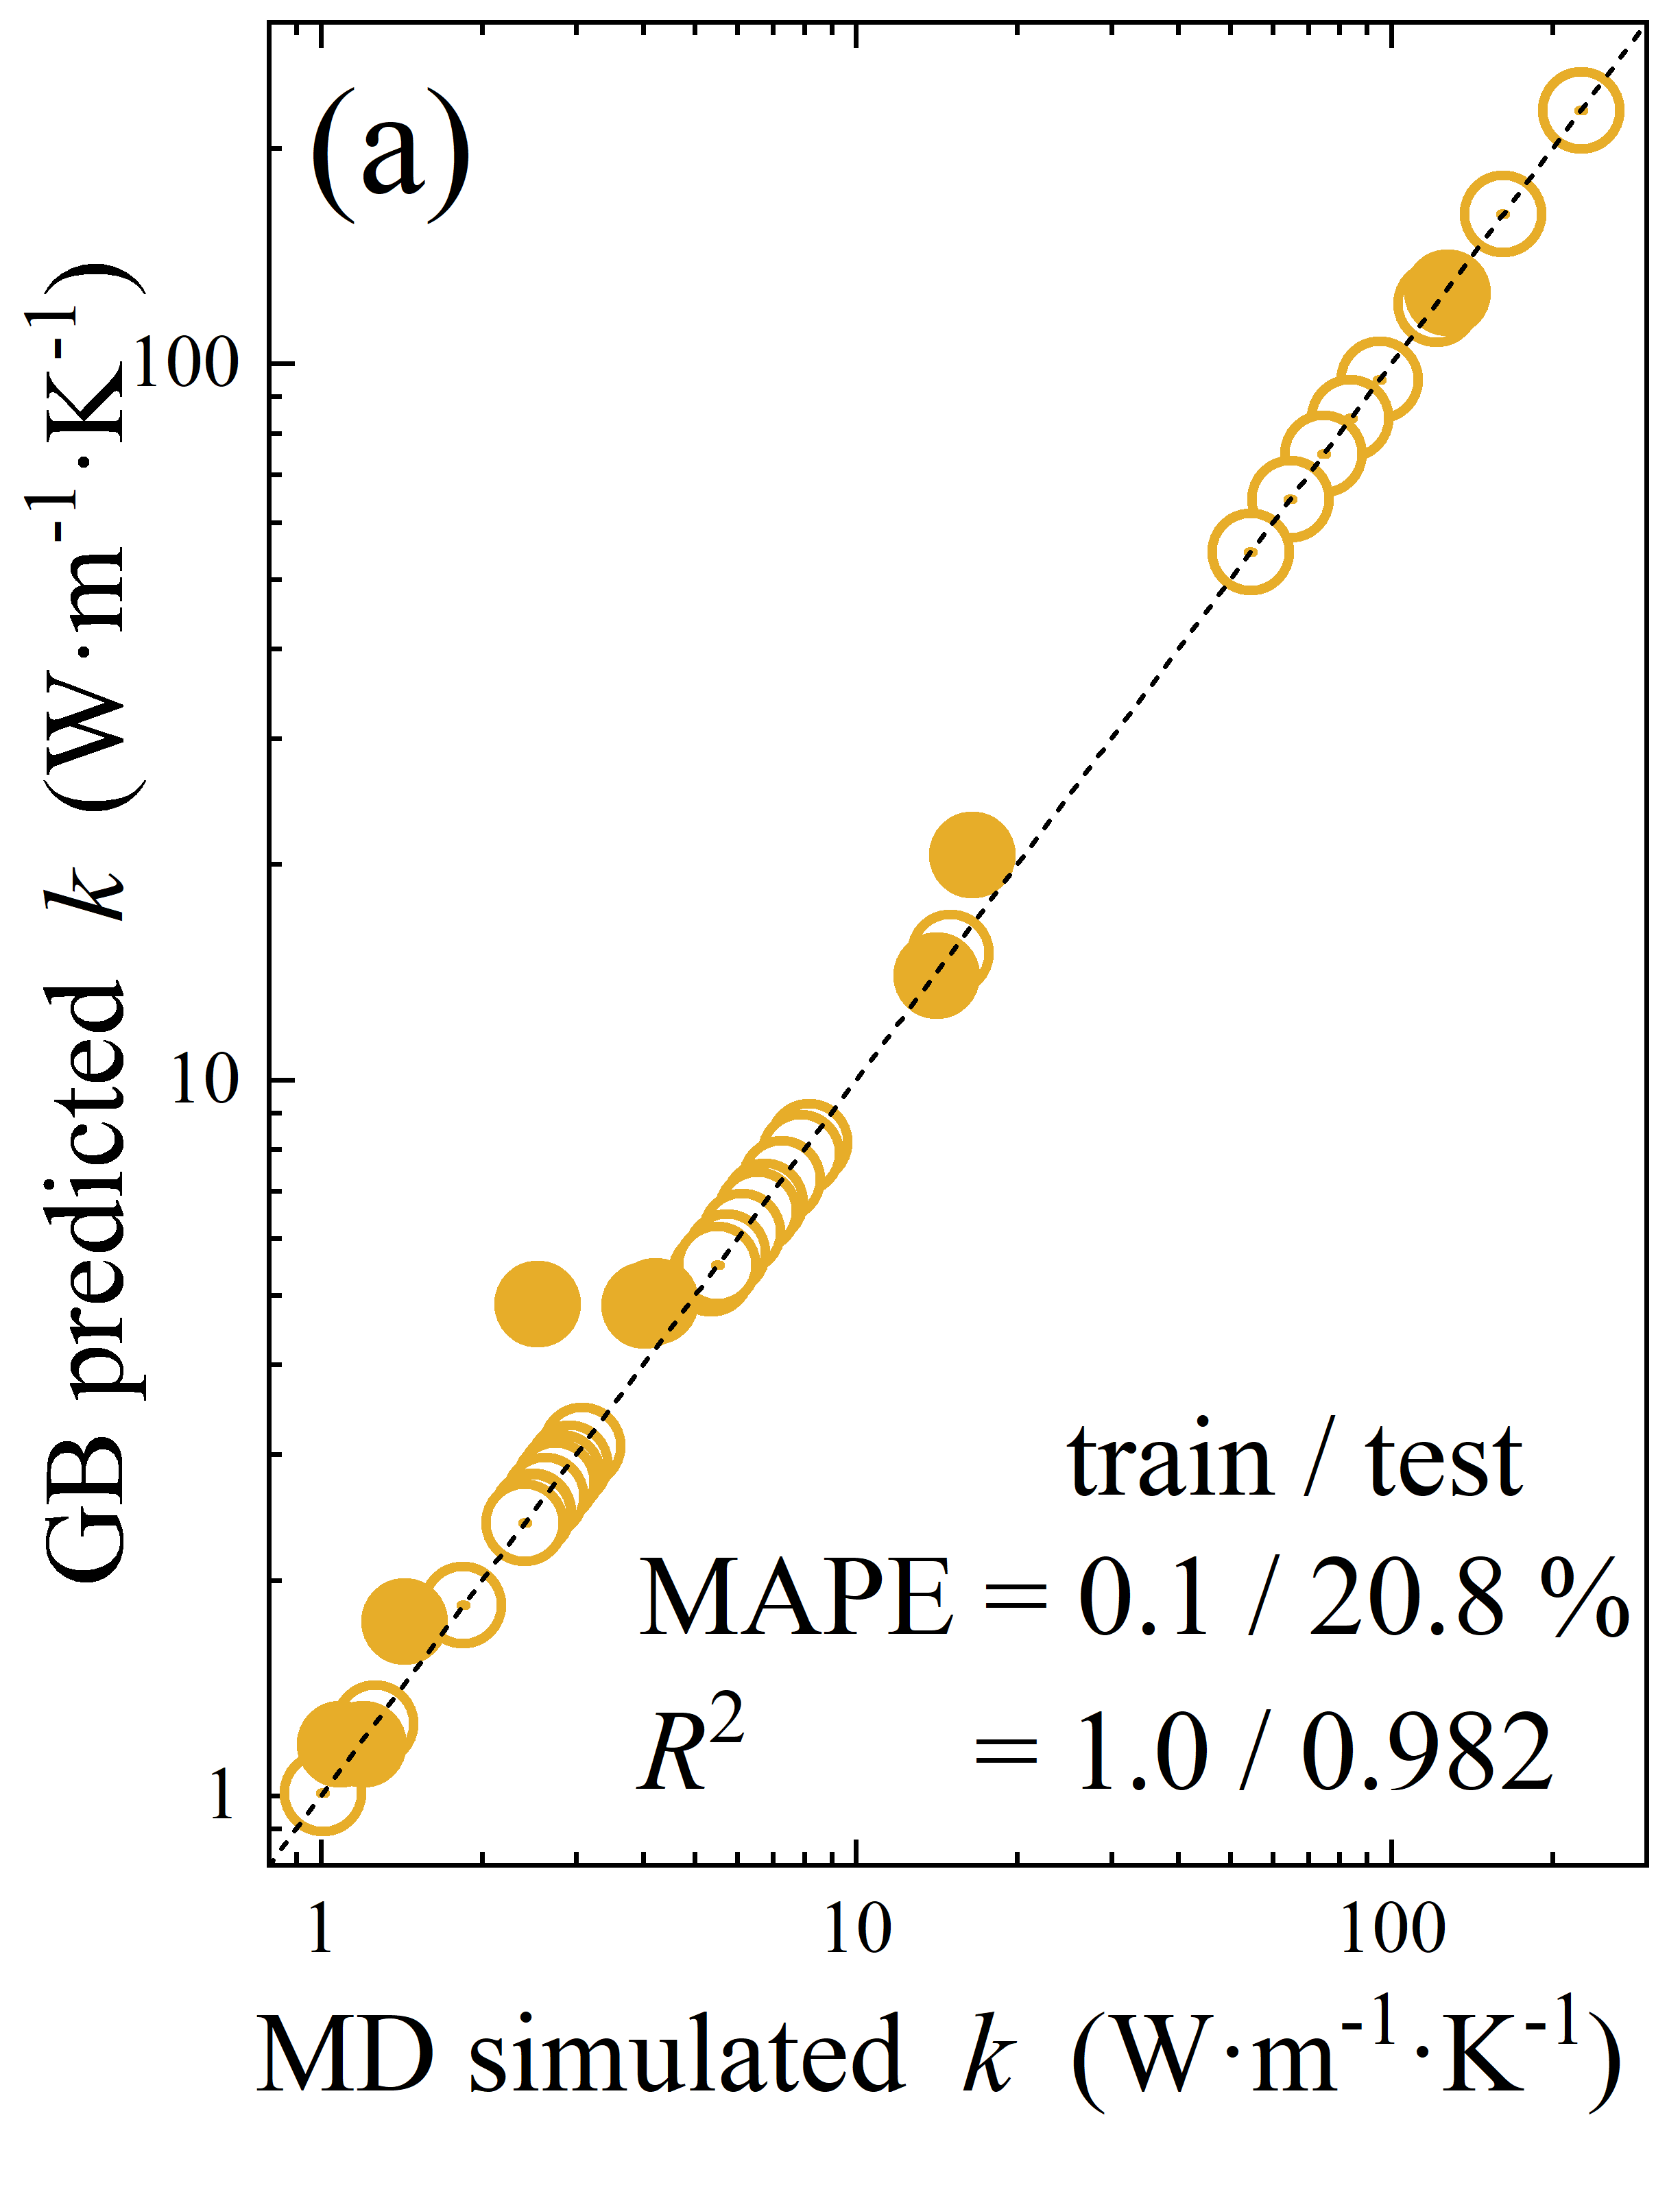 (a)
GB predicted k (W·m⁻¹·K⁻¹)
100
10
1
train / test
MAPE = 0.1 / 20.8 %
R² = 1.0 / 0.982
1 10 100
MD simulated k (W·m⁻¹·K⁻¹)